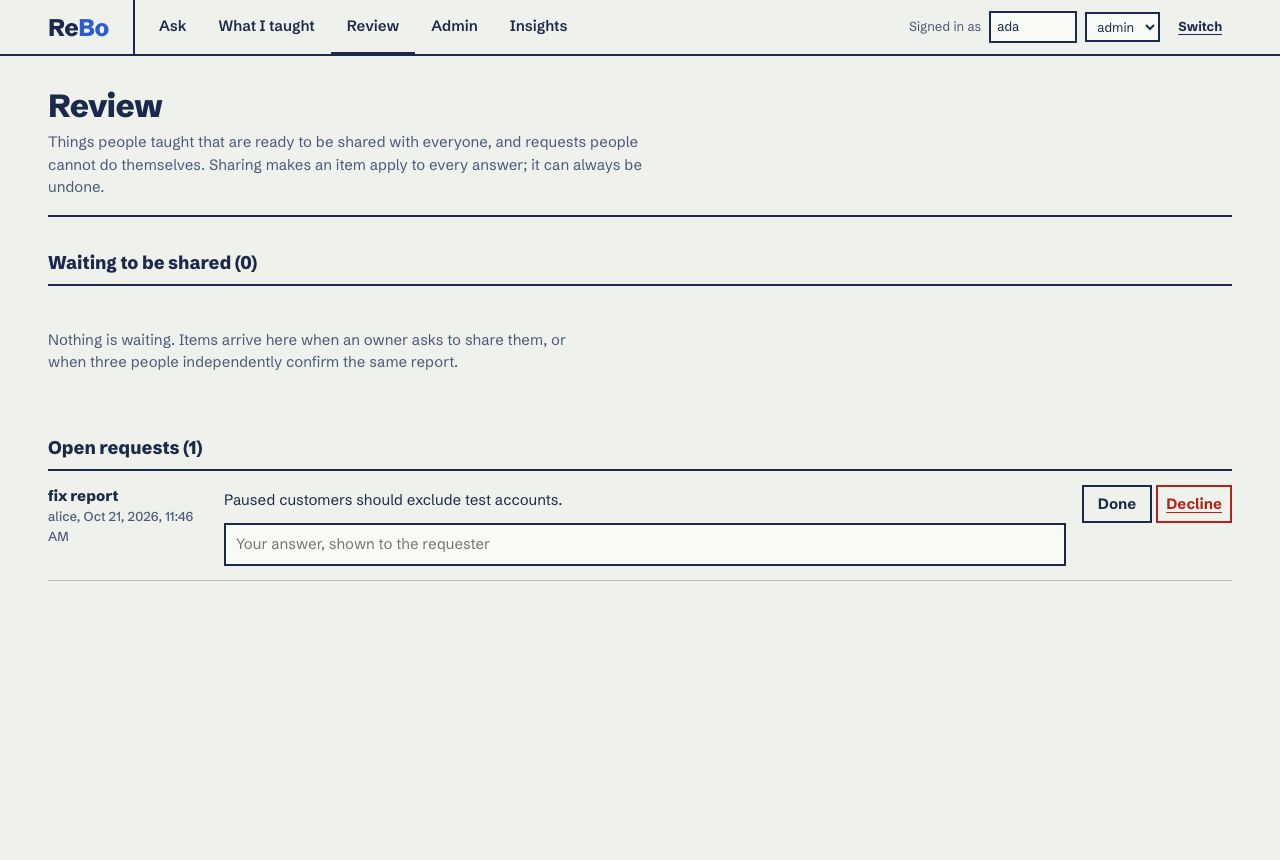 ReBo
Ask
What I taught
Review
Admin
Insights
Signed in as
ada
admin
Switch
Review
Things people taught that are ready to be shared with everyone, and requests people
cannot do themselves. Sharing makes an item apply to every answer; it can always be
undone.
Waiting to be shared (0)
Nothing is waiting. Items arrive here when an owner asks to share them, or
when three people independently confirm the same report.
Open requests (1)
fix report
alice, Oct 21, 2026, 11:46
AM
Paused customers should exclude test accounts.
Your answer, shown to the requester
Done
Decline